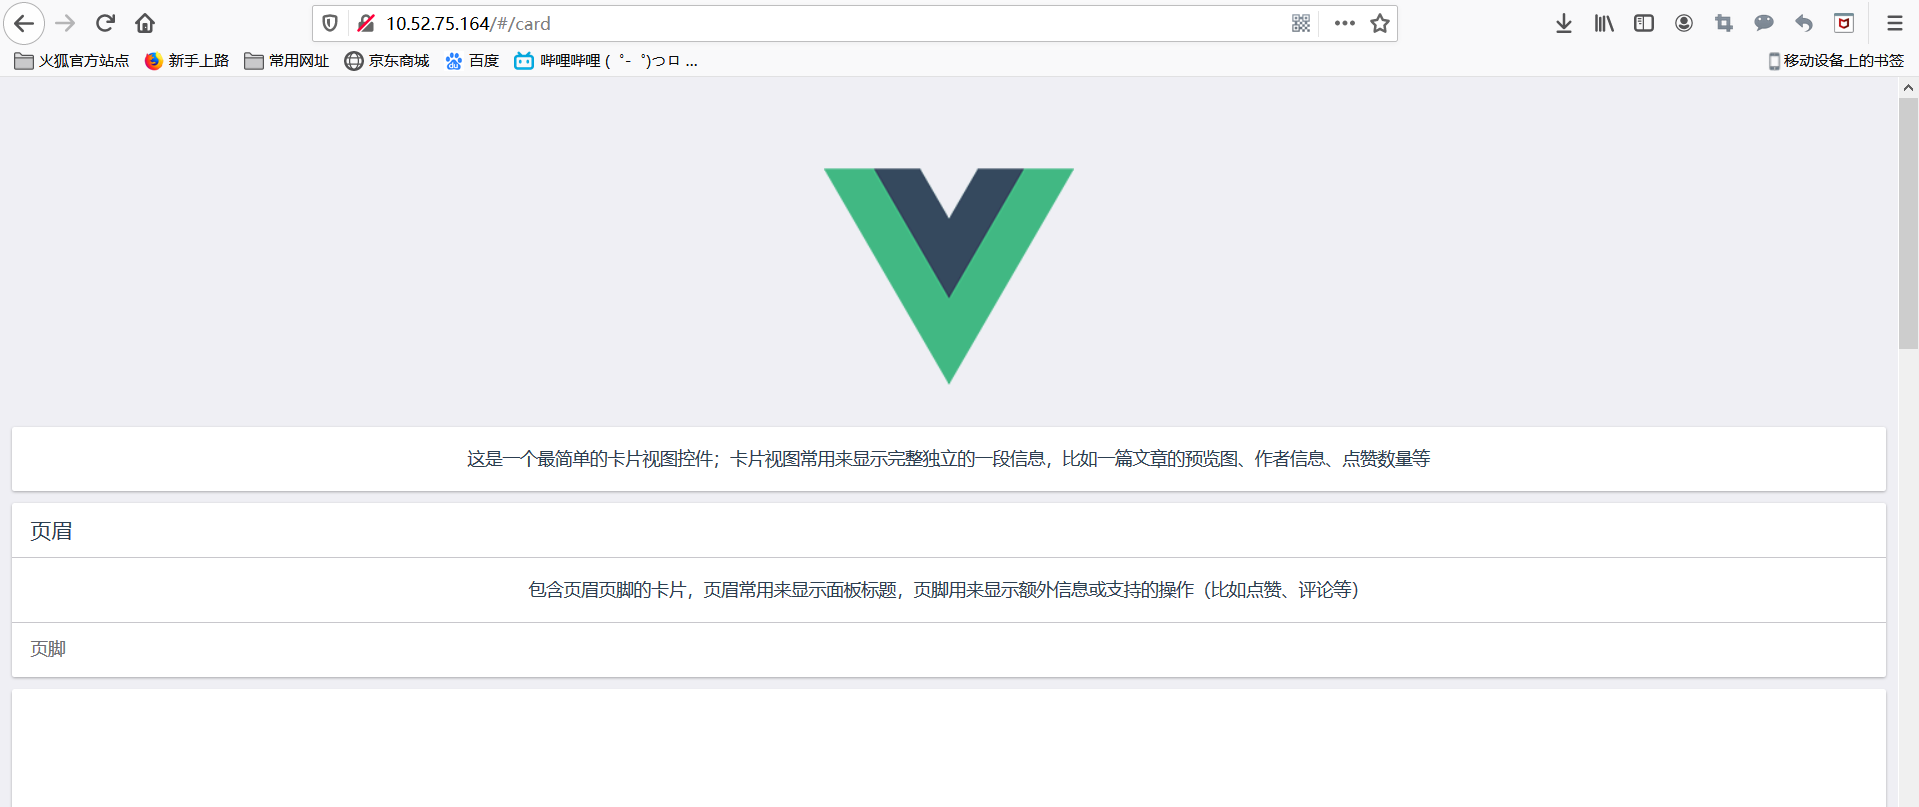 10.52.75.164/#/card
火狐官方站点 新手上路 常用网址 京东商城 百度 哔哩哔哩 ( ゜- ゜)つロ ... 移动设备上的书签
这是一个最简单的卡片视图控件；卡片视图常用来显示完整独立的一段信息，比如一篇文章的预览图、作者信息、点赞数量等
页眉
包含页眉页脚的卡片，页眉常用来显示面板标题，页脚用来显示额外信息或支持的操作（比如点赞、评论等）
页脚